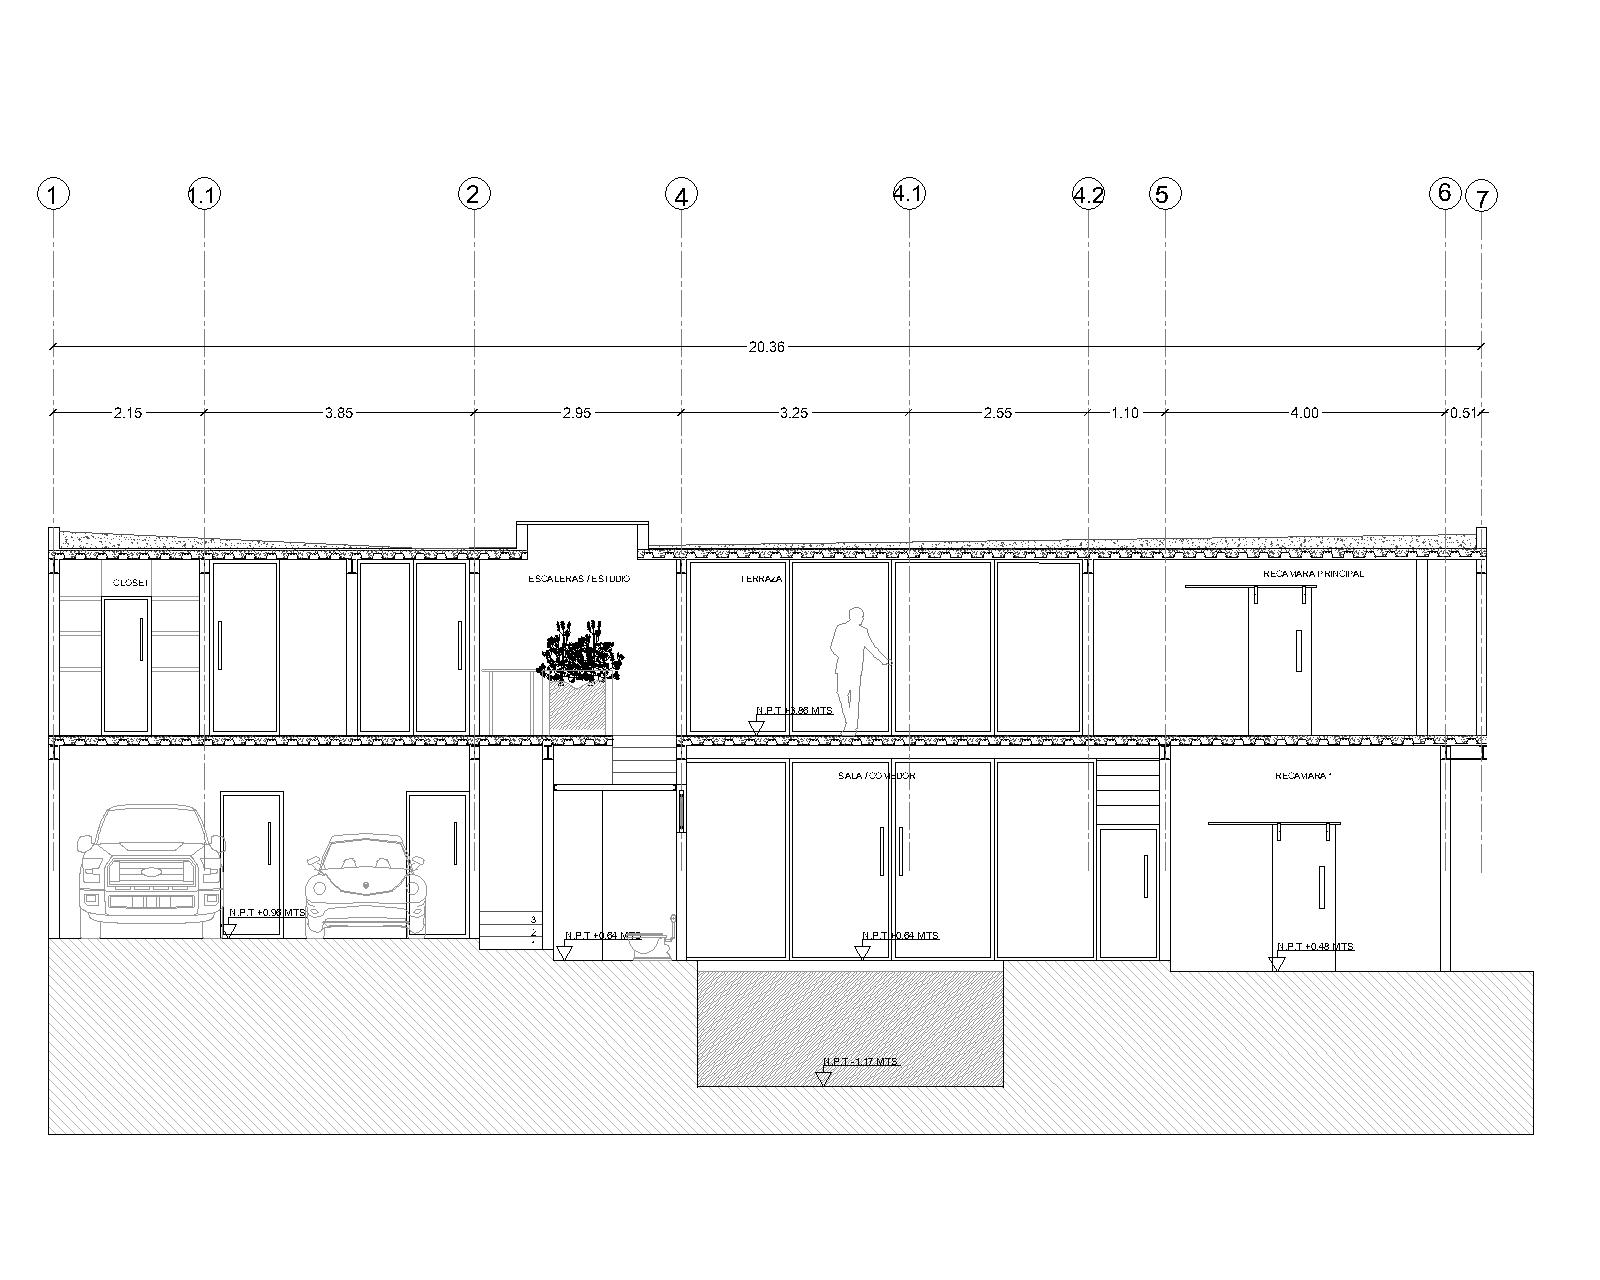 1 1.1 2 4 4.1 4.2 5 6 7
20.36
2.15 3.85 2.95 3.25 2.55 1.10 4.00 0.51
CLOSET
ESCALERAS / ESTUDIO
TERRAZA
RECAMARA PRINCIPAL
N.P.T +3.86 MTS
SALA / COMEDOR
RECAMARA 1
N.P.T +0.96 MTS
3
2
1
N.P.T +0.64 MTS
N.P.T +0.64 MTS
N.P.T +0.48 MTS
N.P.T -1.17 MTS